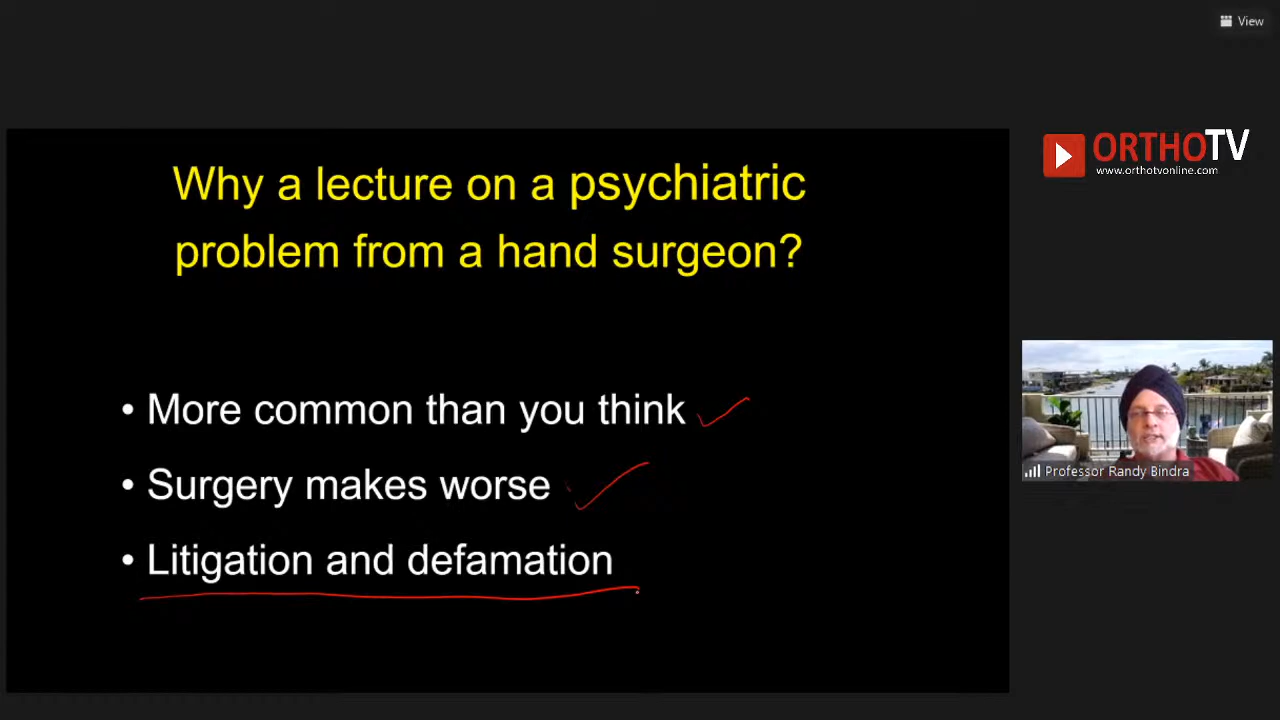 View
ORTHOTV
www.orthotvonline.com
Why a lecture on a psychiatric
problem from a hand surgeon?
• More common than you think
• Surgery makes worse
• Litigation and defamation
Professor Randy Bindra